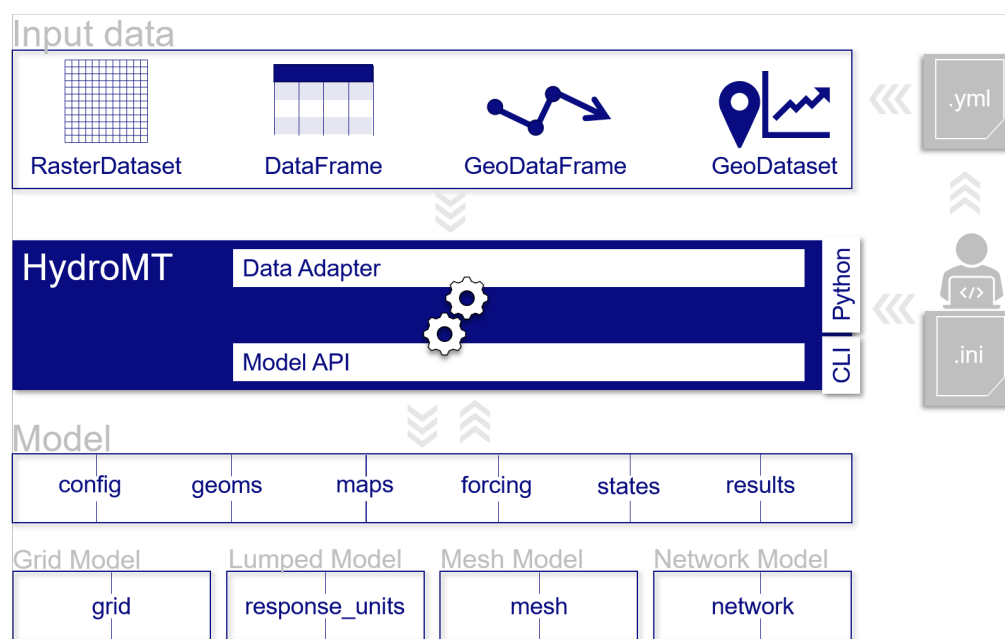 Input data
RasterDataset
DataFrame
GeoDataFrame
GeoDataset
.yml
HydroMT
Data Adapter
Model API
Python
CLI
</>
.ini
Model
config
geoms
maps
forcing
states
results
Grid Model
Lumped Model
Mesh Model
Network Model
grid
response_units
mesh
network